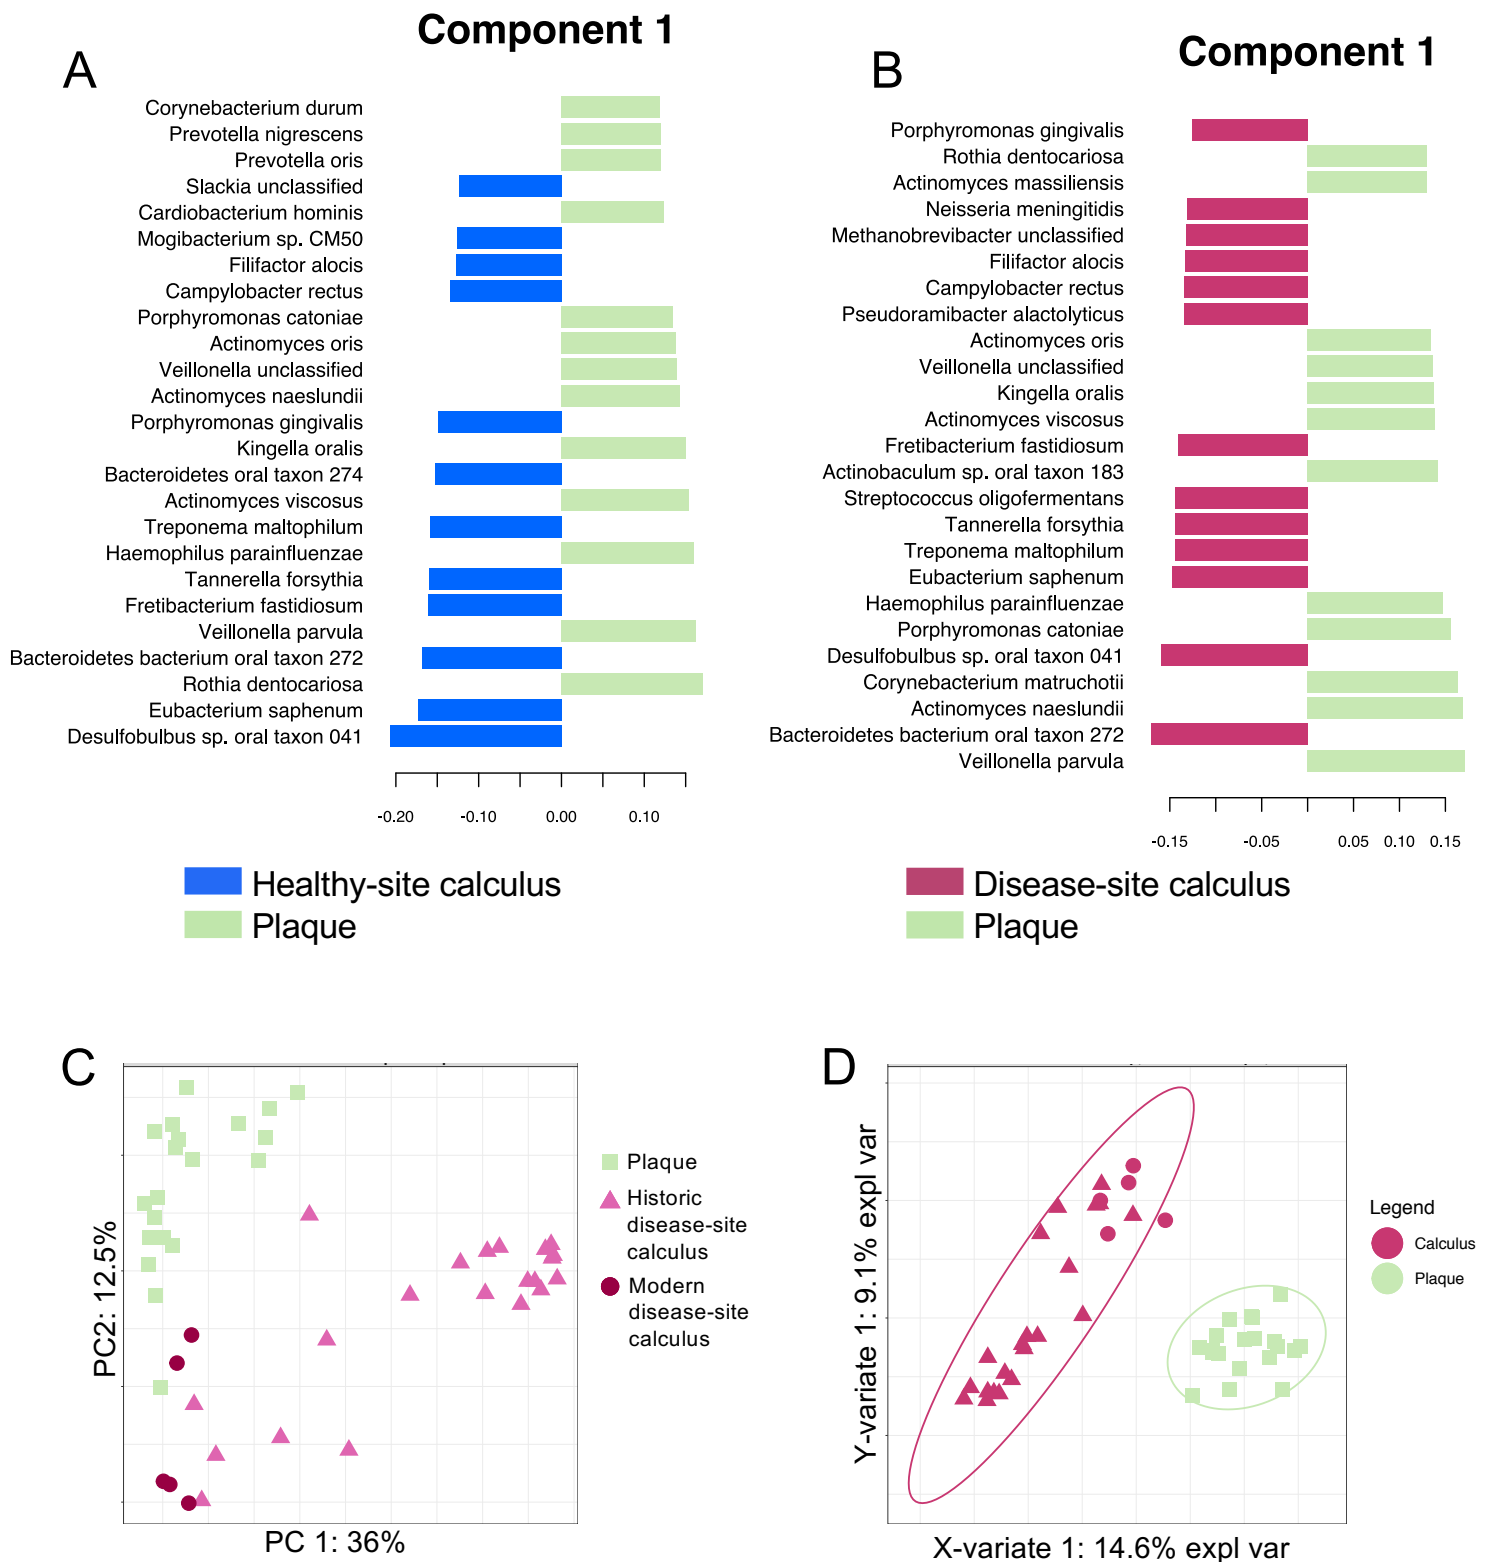 Component 1
A
Corynebacterium durum
Prevotella nigrescens
Prevotella oris
Slackia unclassified
Cardiobacterium hominis
Mogibacterium sp. CM50
Filifactor alocis
Campylobacter rectus
Porphyromonas catoniae
Actinomyces oris
Veillonella unclassified
Actinomyces naeslundii
Porphyromonas gingivalis
Kingella oralis
Bacteroidetes oral taxon 274
Actinomyces viscosus
Treponema maltophilum
Haemophilus parainfluenzae
Tannerella forsythia
Fretibacterium fastidiosum
Veillonella parvula
Bacteroidetes bacterium oral taxon 272
Rothia dentocariosa
Eubacterium saphenum
Desulfobulbus sp. oral taxon 041
-0.20 -0.10 0.00 0.10
Healthy-site calculus
Plaque
Component 1
B
Porphyromonas gingivalis
Rothia dentocariosa
Actinomyces massiliensis
Neisseria meningitidis
Methanobrevibacter unclassified
Filifactor alocis
Campylobacter rectus
Pseudoramibacter alactolyticus
Actinomyces oris
Veillonella unclassified
Kingella oralis
Actinomyces viscosus
Fretibacterium fastidiosum
Actinobaculum sp. oral taxon 183
Streptococcus oligofermentans
Tannerella forsythia
Treponema maltophilum
Eubacterium saphenum
Haemophilus parainfluenzae
Porphyromonas catoniae
Desulfobulbus sp. oral taxon 041
Corynebacterium matruchotii
Actinomyces naeslundii
Bacteroidetes bacterium oral taxon 272
Veillonella parvula
-0.15 -0.05 0.05 0.10 0.15
Disease-site calculus
Plaque
C
PC2: 12.5%
PC 1: 36%
Plaque
Historic
disease-site
calculus
Modern
disease-site
calculus
D
Y-variate 1: 9.1% expl var
X-variate 1: 14.6% expl var
Legend
Calculus
Plaque